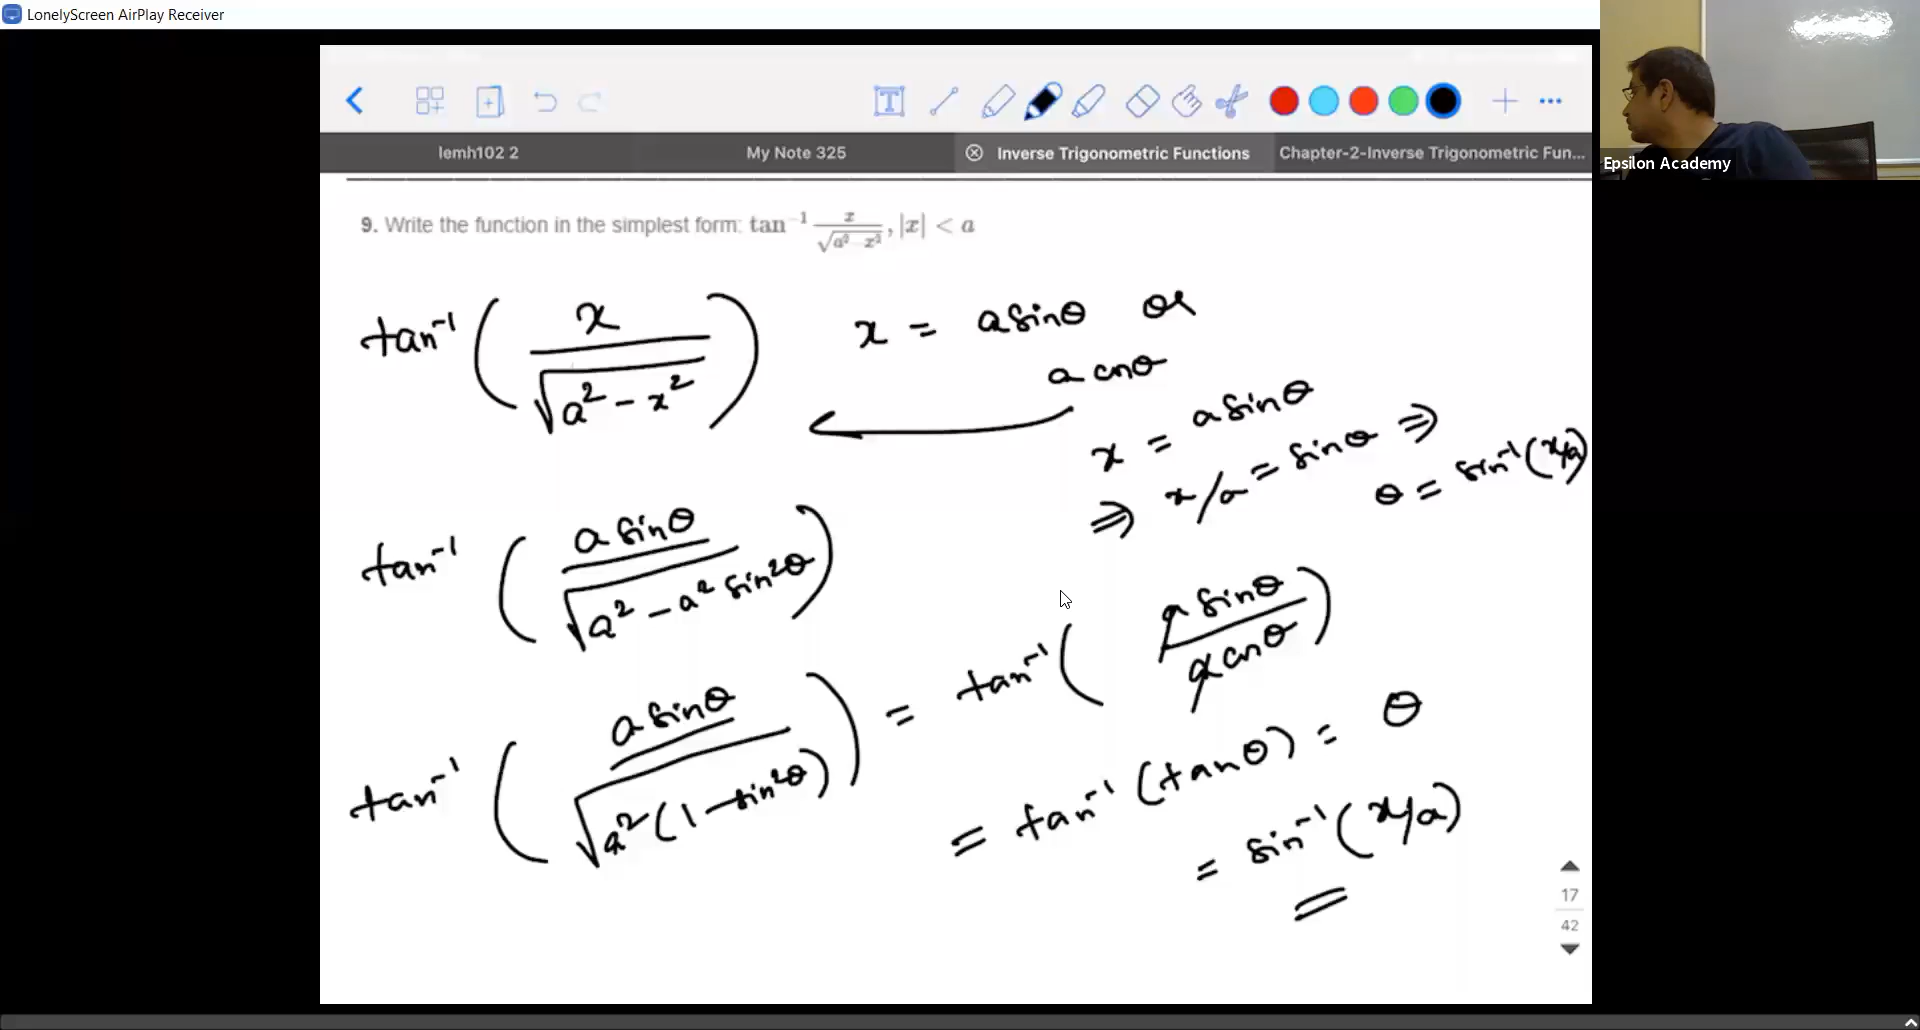 LonelyScreen AirPlay Receiver
lemh102 2
My Note 325
Inverse Trigonometric Functions
Chapter-2-Inverse Trigonometric Fun...
Epsilon Academy
9. Write the function in the simplest form: tan⁻¹ x/√(a² − x²), |x| < a
tan⁻¹ ( x / √(a² − x²) )
x = a sinθ or
a cosθ
x = a sinθ
⇒ x/a = sinθ ⇒
θ = sin⁻¹(x/a)
tan⁻¹ ( a sinθ / √(a² − a² sin²θ) )
tan⁻¹ ( a sinθ / √(a²(1 − sin²θ)) ) = tan⁻¹ ( a sinθ / a cosθ )
= tan⁻¹ (tanθ) = θ
= sin⁻¹ (x/a)
17
42